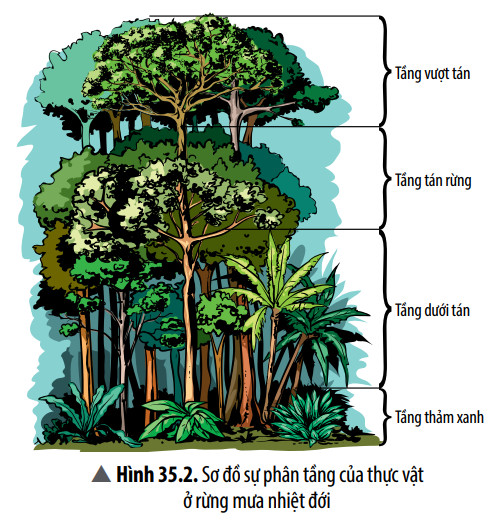 Tầng vượt tán
Tầng tán rừng
Tầng dưới tán
Tầng thảm xanh
▲ Hình 35.2. Sơ đồ sự phân tầng của thực vật
ở rừng mưa nhiệt đới